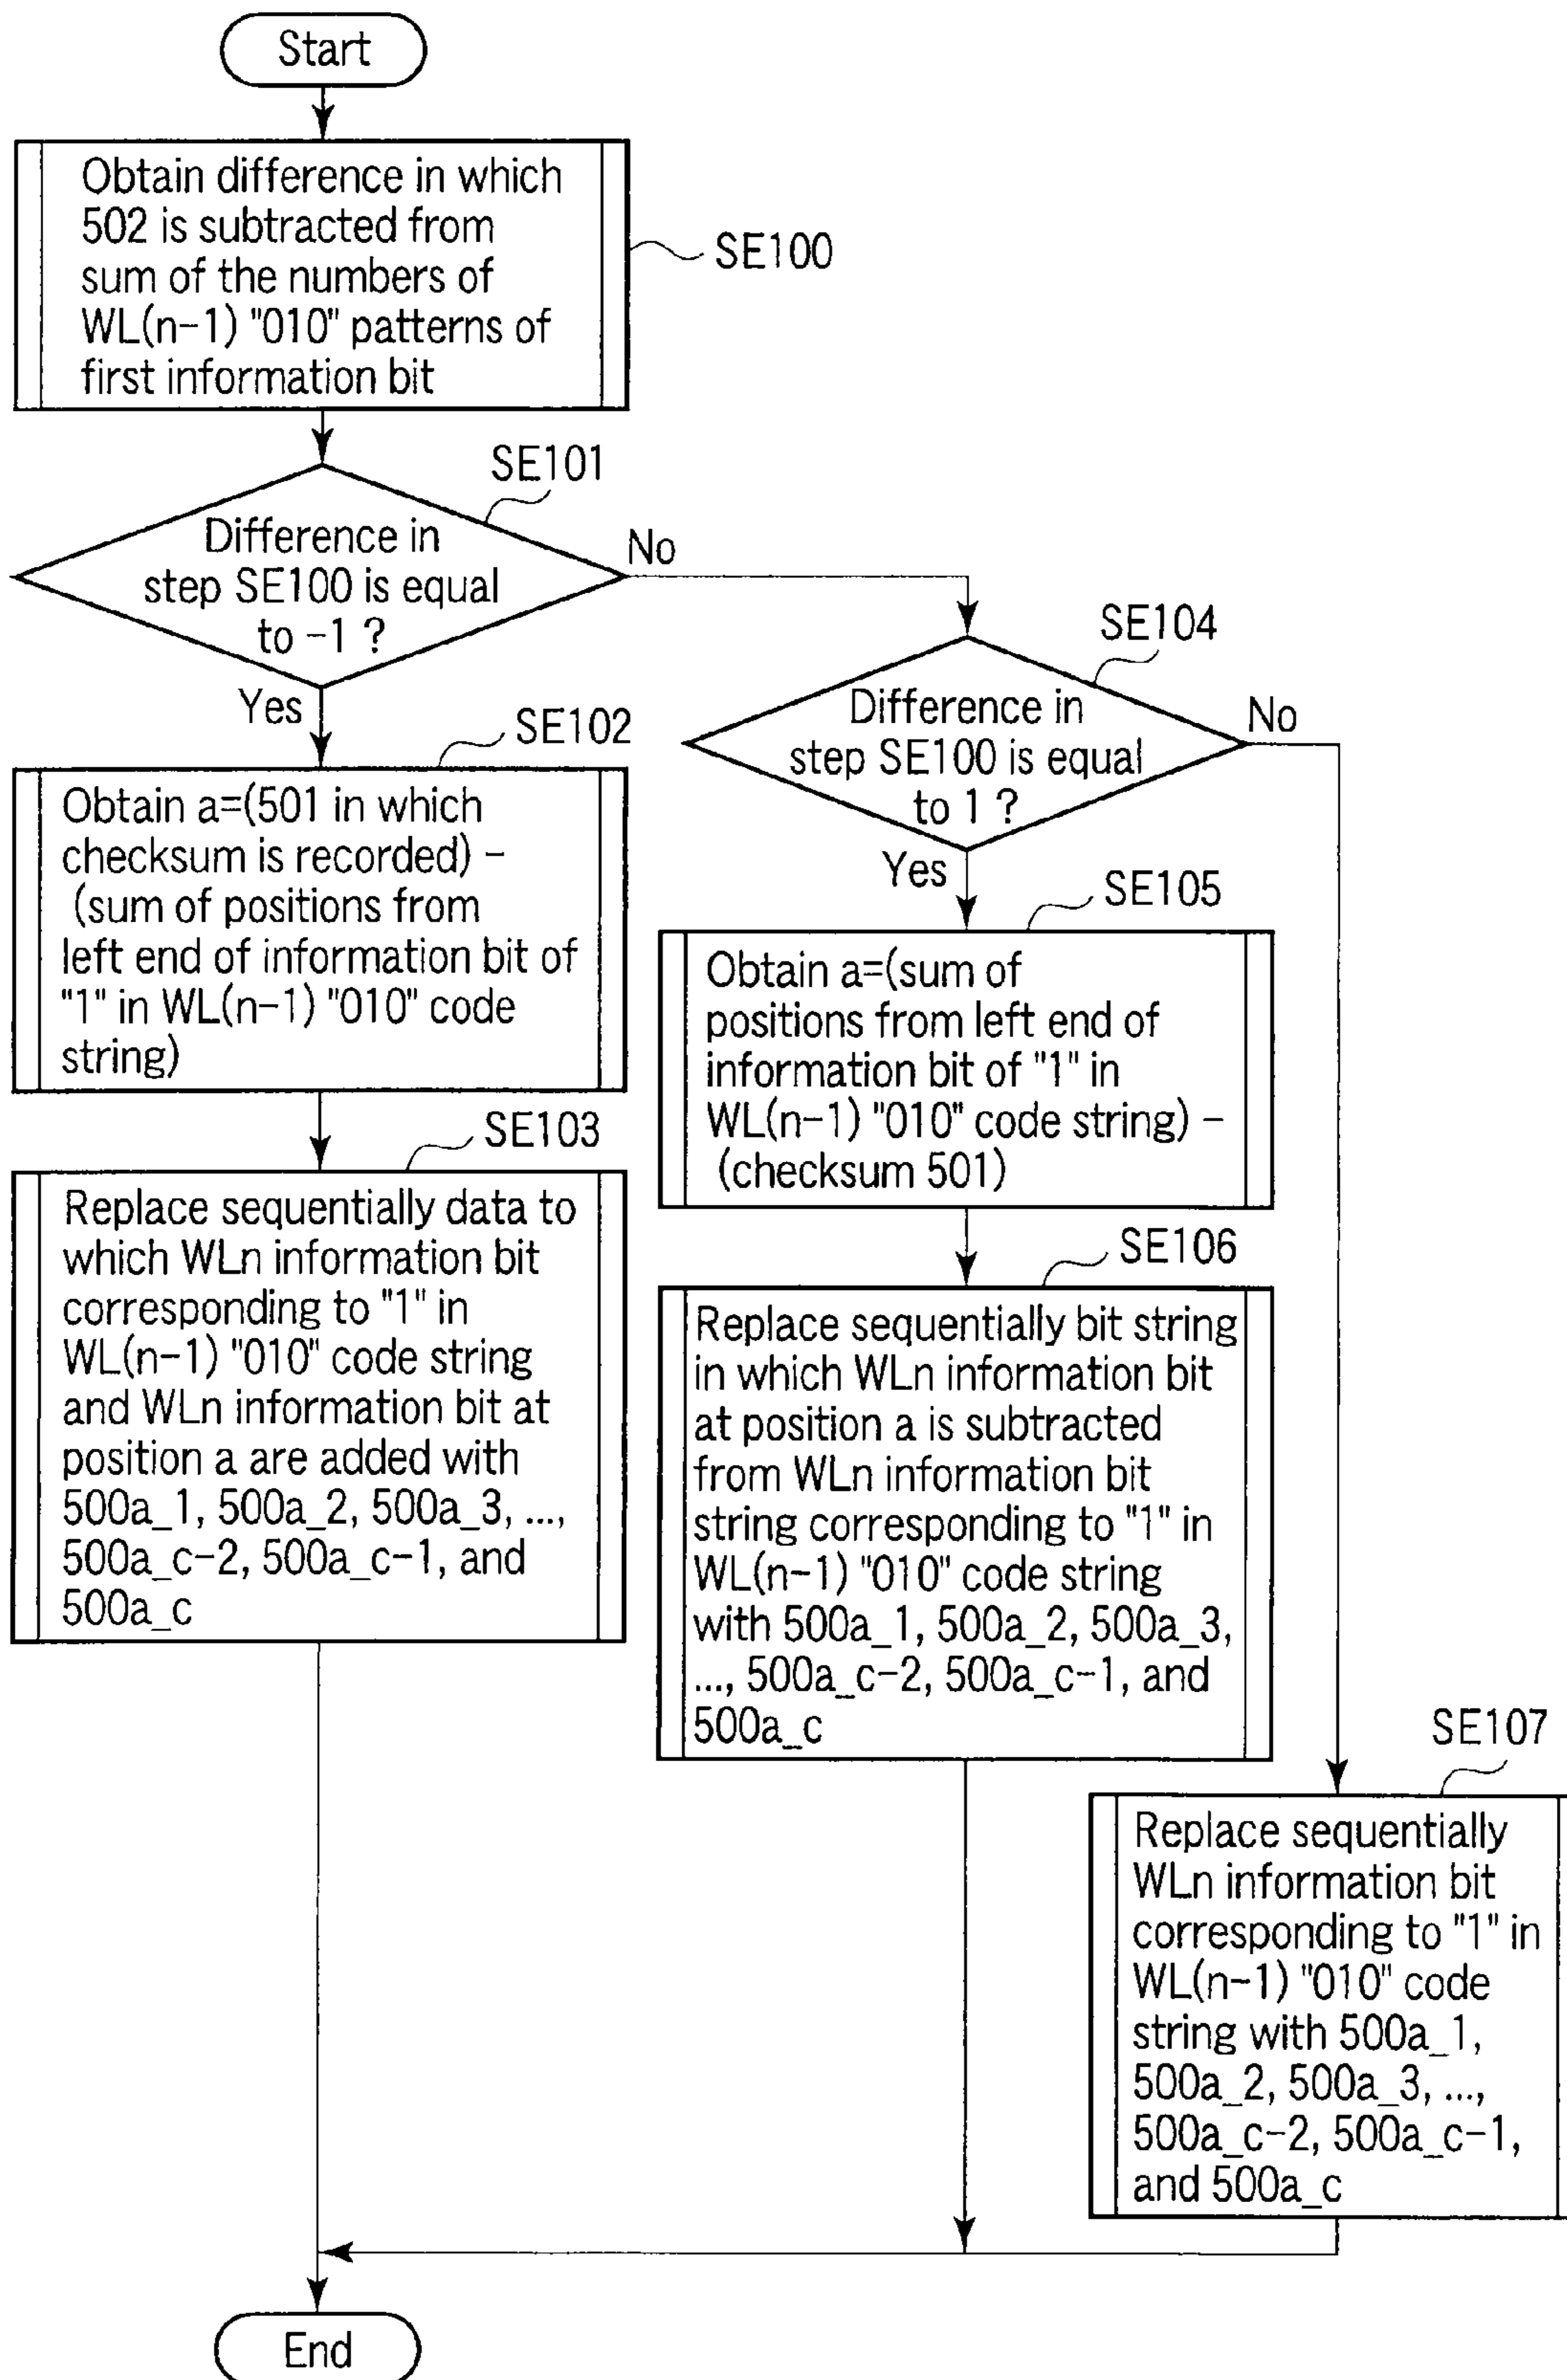 Start
Obtain difference in which
502 is subtracted from
sum of the numbers of
WL(n-1) "010" patterns of
first information bit
SE100
SE101
Difference in
step SE100 is equal
to -1 ?
No
Yes
SE104
Difference in
step SE100 is equal
to 1 ?
No
Yes
SE102
Obtain a=(501 in which
checksum is recorded) -
(sum of positions from
left end of information bit of
"1" in WL(n-1) "010" code
string)
SE105
Obtain a=(sum of
positions from left end of
information bit of "1" in
WL(n-1) "010" code string) -
(checksum 501)
SE103
Replace sequentially data to
which WLn information bit
corresponding to "1" in
WL(n-1) "010" code string
and WLn information bit at
position a are added with
500a_1, 500a_2, 500a_3, ...,
500a_c-2, 500a_c-1, and
500a_c
SE106
Replace sequentially bit string
in which WLn information bit
at position a is subtracted
from WLn information bit
string corresponding to "1" in
WL(n-1) "010" code string
with 500a_1, 500a_2, 500a_3,
..., 500a_c-2, 500a_c-1, and
500a_c
SE107
Replace sequentially
WLn information bit
corresponding to "1" in
WL(n-1) "010" code
string with 500a_1,
500a_2, 500a_3, ...,
500a_c-2, 500a_c-1,
and 500a_c
End